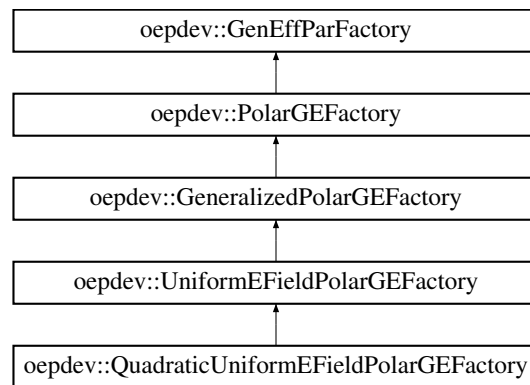 oepdev::GenEffParFactory
oepdev::PolarGEFactory
oepdev::GeneralizedPolarGEFactory
oepdev::UniformEFieldPolarGEFactory
oepdev::QuadraticUniformEFieldPolarGEFactory